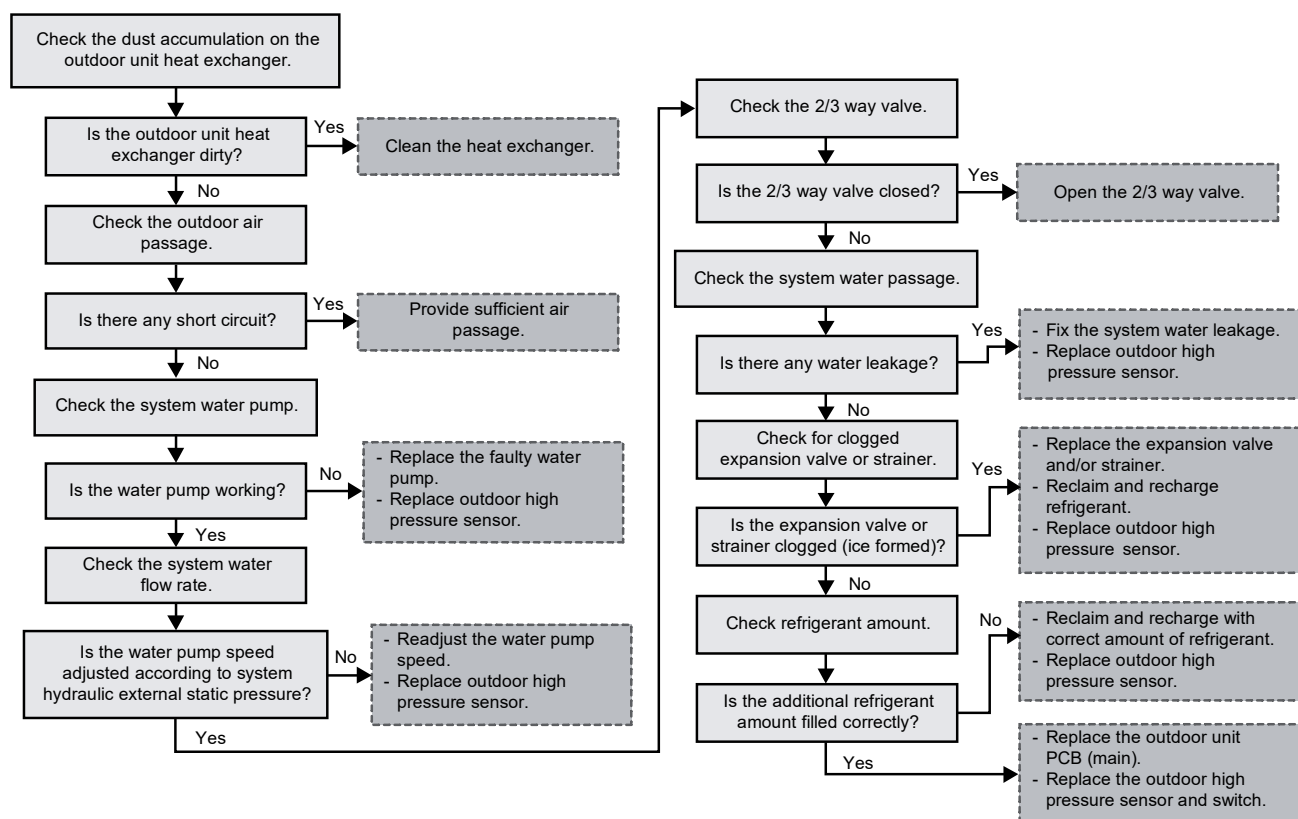 Check the dust accumulation on the
outdoor unit heat exchanger.
Is the outdoor unit heat
exchanger dirty?
Yes
Clean the heat exchanger.
No
Check the outdoor air
passage.
Is there any short circuit?
Yes
Provide sufficient air
passage.
No
Check the system water pump.
Is the water pump working?
No
- Replace the faulty water
pump.
- Replace outdoor high
pressure sensor.
Yes
Check the system water
flow rate.
Is the water pump speed
adjusted according to system
hydraulic external static pressure?
No
- Readjust the water pump
speed.
- Replace outdoor high
pressure sensor.
Yes
Check the 2/3 way valve.
Is the 2/3 way valve closed?
Yes
Open the 2/3 way valve.
No
Check the system water passage.
Is there any water leakage?
Yes
- Fix the system water leakage.
- Replace outdoor high
pressure sensor.
No
Check for clogged
expansion valve or strainer.
Is the expansion valve or
strainer clogged (ice formed)?
Yes
- Replace the expansion valve
and/or strainer.
- Reclaim and recharge
refrigerant.
- Replace outdoor high
pressure sensor.
No
Check refrigerant amount.
Is the additional refrigerant
amount filled correctly?
No
- Reclaim and recharge with
correct amount of refrigerant.
- Replace outdoor high
pressure sensor.
Yes
- Replace the outdoor unit
PCB (main).
- Replace the outdoor high
pressure sensor and switch.